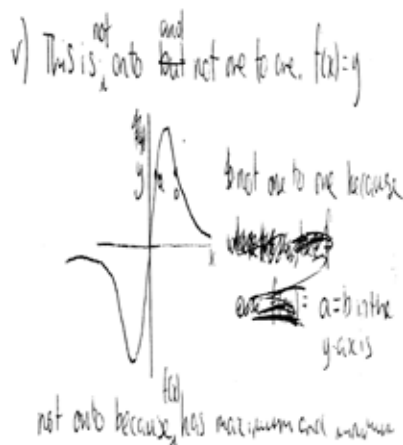 v) This is not onto and not one to one. f(x)=y
y
a
b
x
not one to one because
a=b in the
y-axis
f(x)
not onto because has maximum and minimum